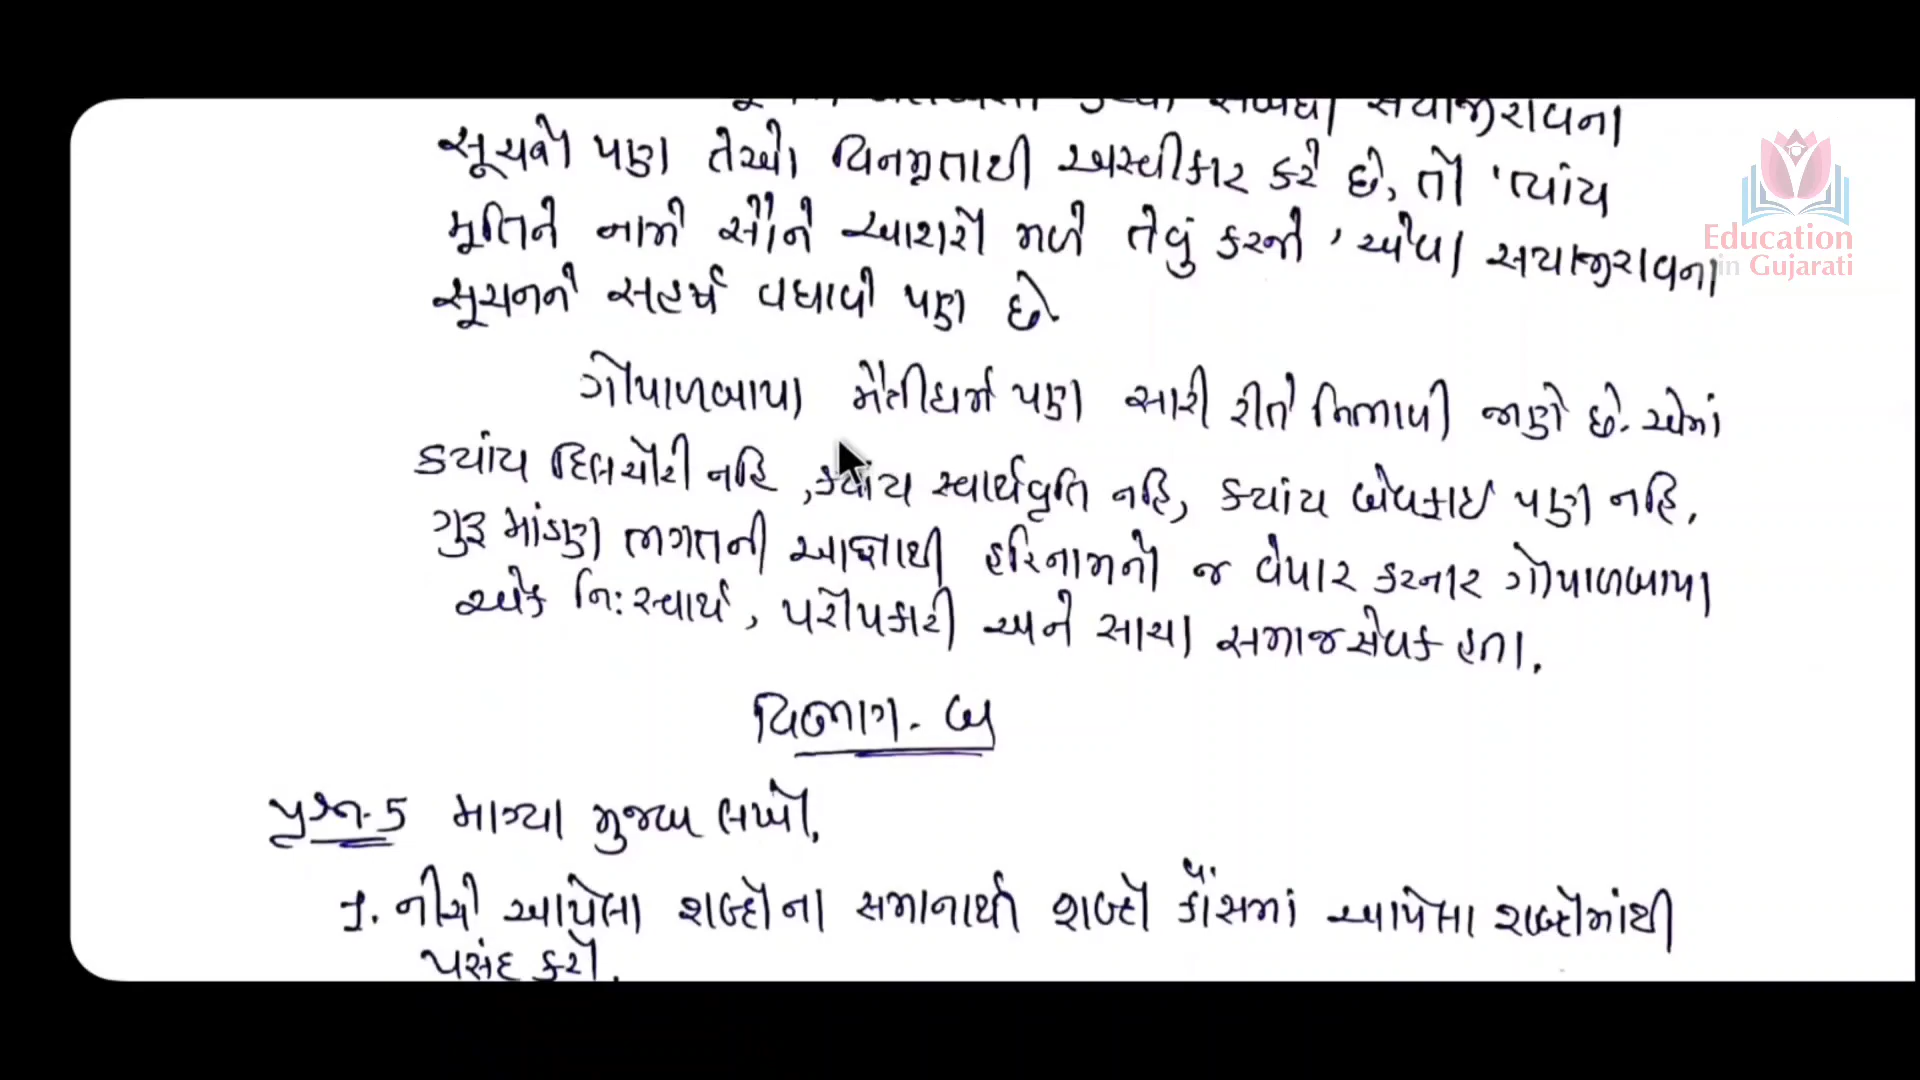 સયાજીરાવના
સૂચવે પણ તેઓ વિનમ્રતાથી અસ્વીકાર કરે છે, તો 'ત્યાંય
મૂર્તિને નામે સૌને આશરો મળે તેવું કરજો ' એવા સયાજીરાવના
સૂચનને સહર્ષ વધાવી પણ છે.
ગોપાળબાપા મૈત્રીધર્મ પણ સારી રીતે નિભાવી જાણે છે. એમાં
ક્યાંય દિલચોરી નહિ ,ક્યાંય સ્વાર્થવૃત્તિ નહિ, ક્યાંય બેવફાઈ પણ નહિ.
ગુરૂ માંડણ ભગતની આજ્ઞાથી હરિનામનો જ વેપાર કરનાર ગોપાળબાપા
એક નિઃસ્વાર્થ, પરોપકારી અને સાચા સમાજસેવક હતા.
વિભાગ- બ
પ્રશ્ન-5 માગ્યા મુજબ લખો.
1. નીચે આપેલા શબ્દોના સમાનાર્થી શબ્દો કૌંસમાં આપેલા શબ્દોમાંથી
પસંદ કરો.
Education
in Gujarati